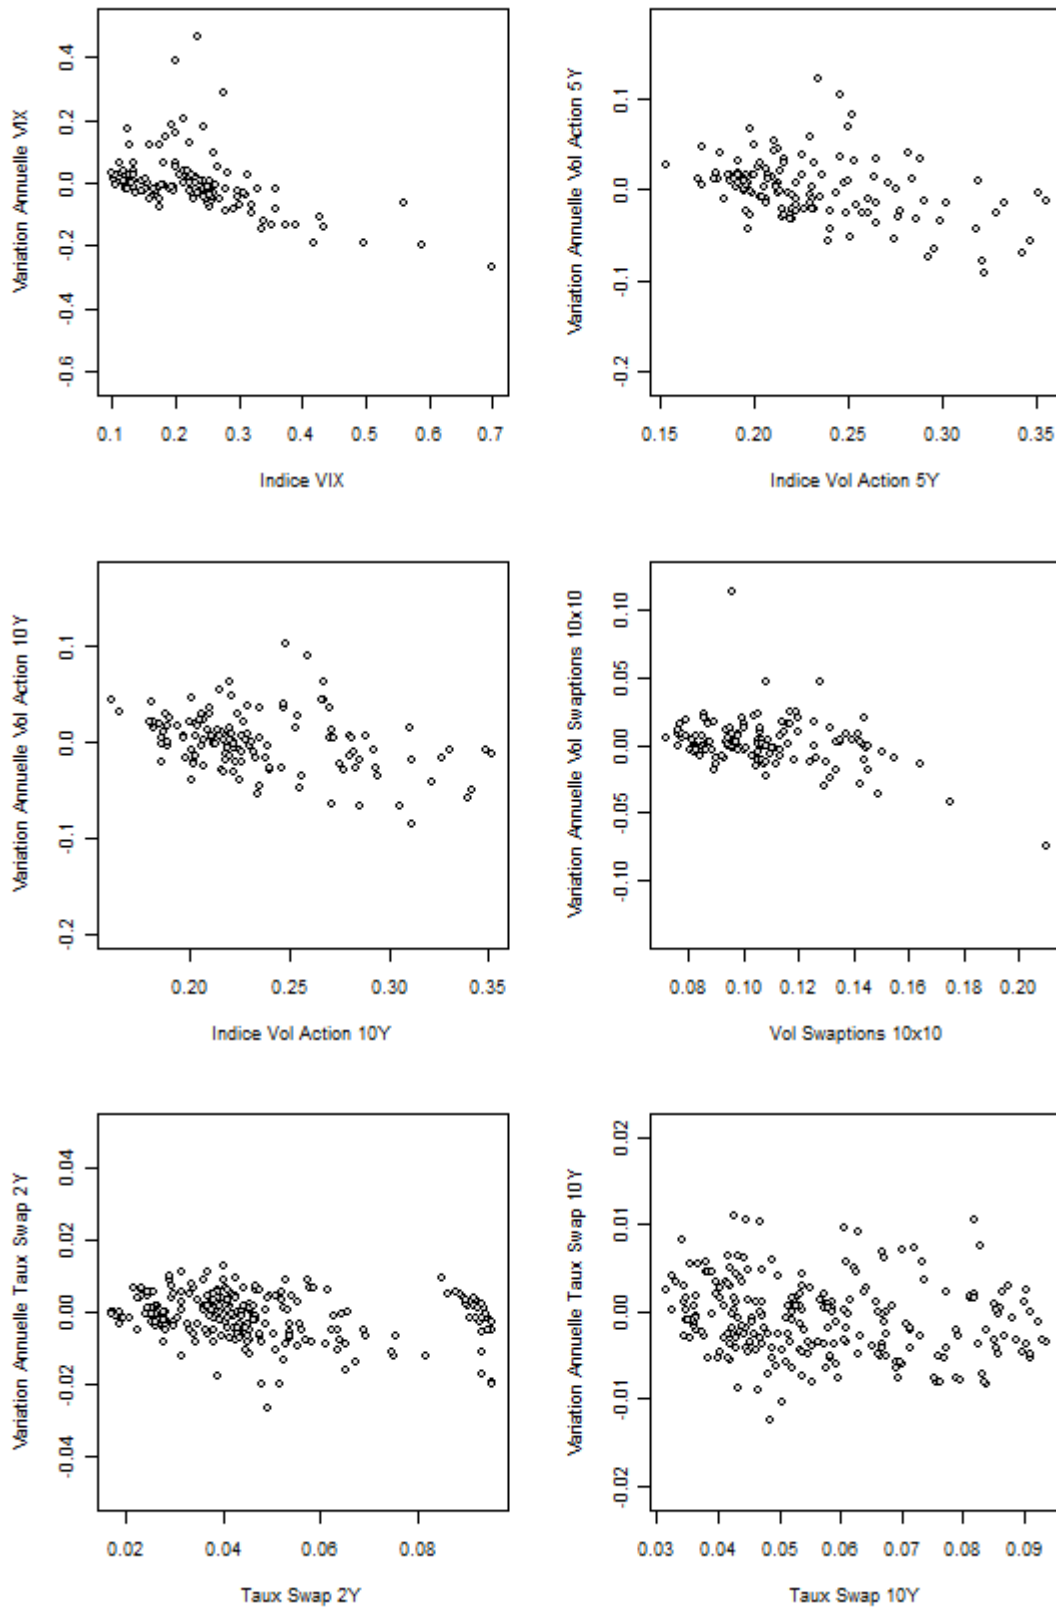 Variation Annuelle VIX
0.4
0.2
0.0
-0.2
-0.4
-0.6
0.1 0.2 0.3 0.4 0.5 0.6 0.7
Indice VIX
Variation Annuelle Vol Action 5Y
0.1
0.0
-0.1
-0.2
0.15 0.20 0.25 0.30 0.35
Indice Vol Action 5Y
Variation Annuelle Vol Action 10Y
0.1
0.0
-0.1
-0.2
0.20 0.25 0.30 0.35
Indice Vol Action 10Y
Variation Annuelle Vol Swaptions 10x10
0.10
0.05
0.00
-0.05
-0.10
0.08 0.10 0.12 0.14 0.16 0.18 0.20
Vol Swaptions 10x10
Variation Annuelle Taux Swap 2Y
0.04
0.02
0.00
-0.02
-0.04
0.02 0.04 0.06 0.08
Taux Swap 2Y
Variation Annuelle Taux Swap 10Y
0.02
0.01
0.00
-0.01
-0.02
0.03 0.04 0.05 0.06 0.07 0.08 0.09
Taux Swap 10Y